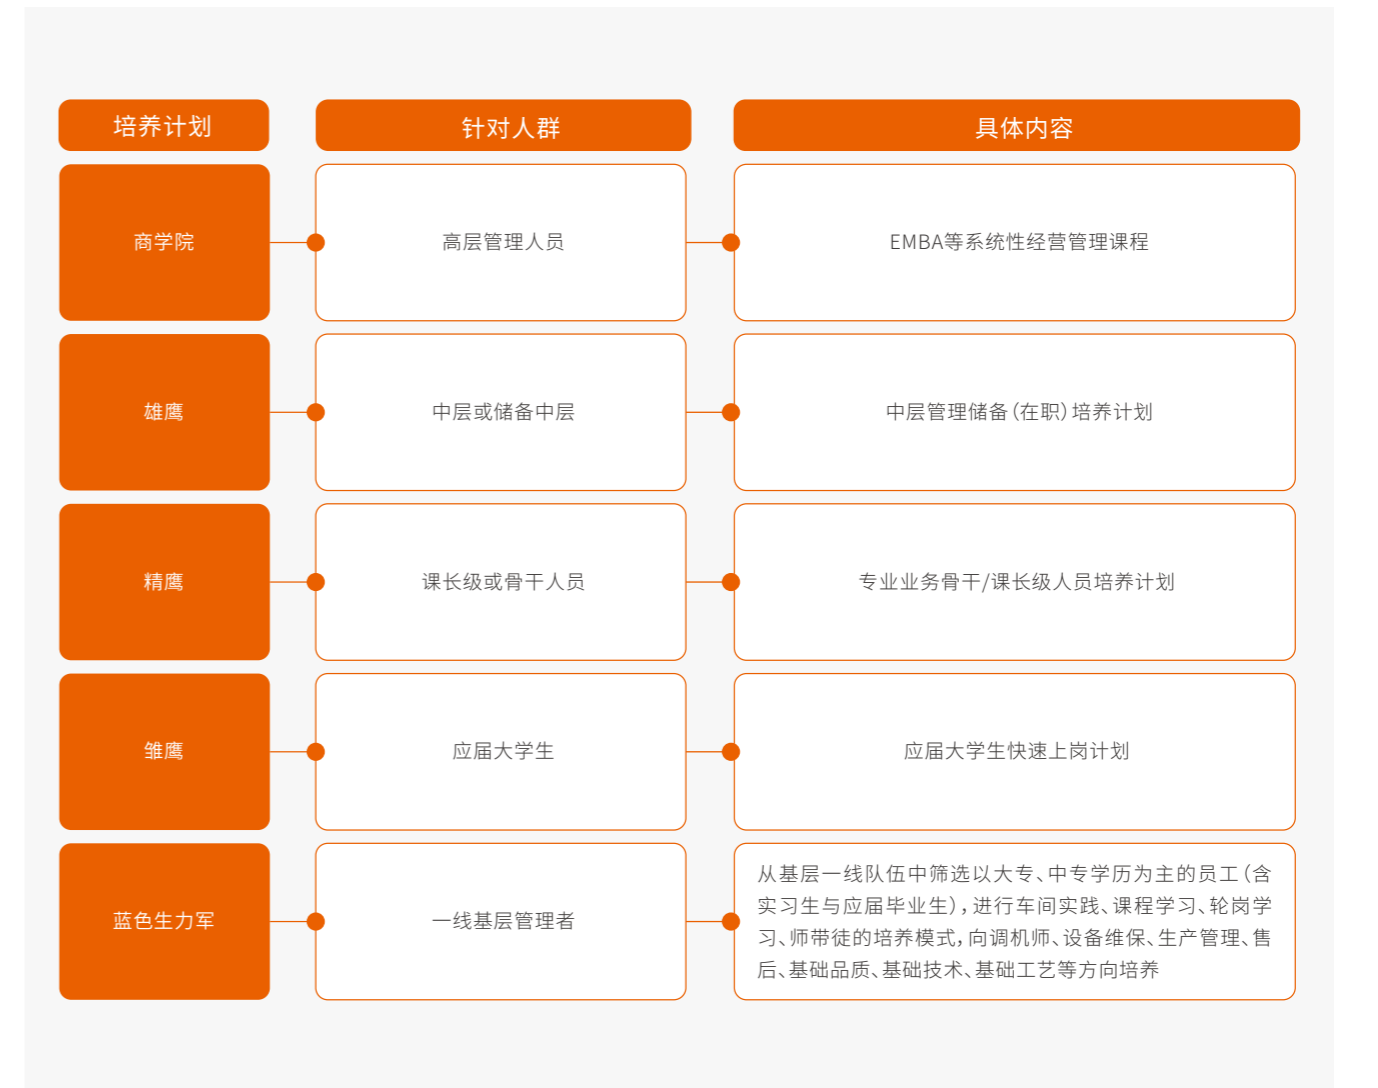 培养计划
针对人群
具体内容
商学院
高层管理人员
EMBA等系统性经营管理课程
雄鹰
中层或储备中层
中层管理储备（在职）培养计划
精鹰
课长级或骨干人员
专业业务骨干/课长级人员培养计划
雏鹰
应届大学生
应届大学生快速上岗计划
蓝色生力军
一线基层管理者
从基层一线队伍中筛选以大专、中专学历为主的员工（含
实习生与应届毕业生），进行车间实践、课程学习、轮岗学
习、师带徒的培养模式，向调机师、设备维保、生产管理、售
后、基础品质、基础技术、基础工艺等方向培养